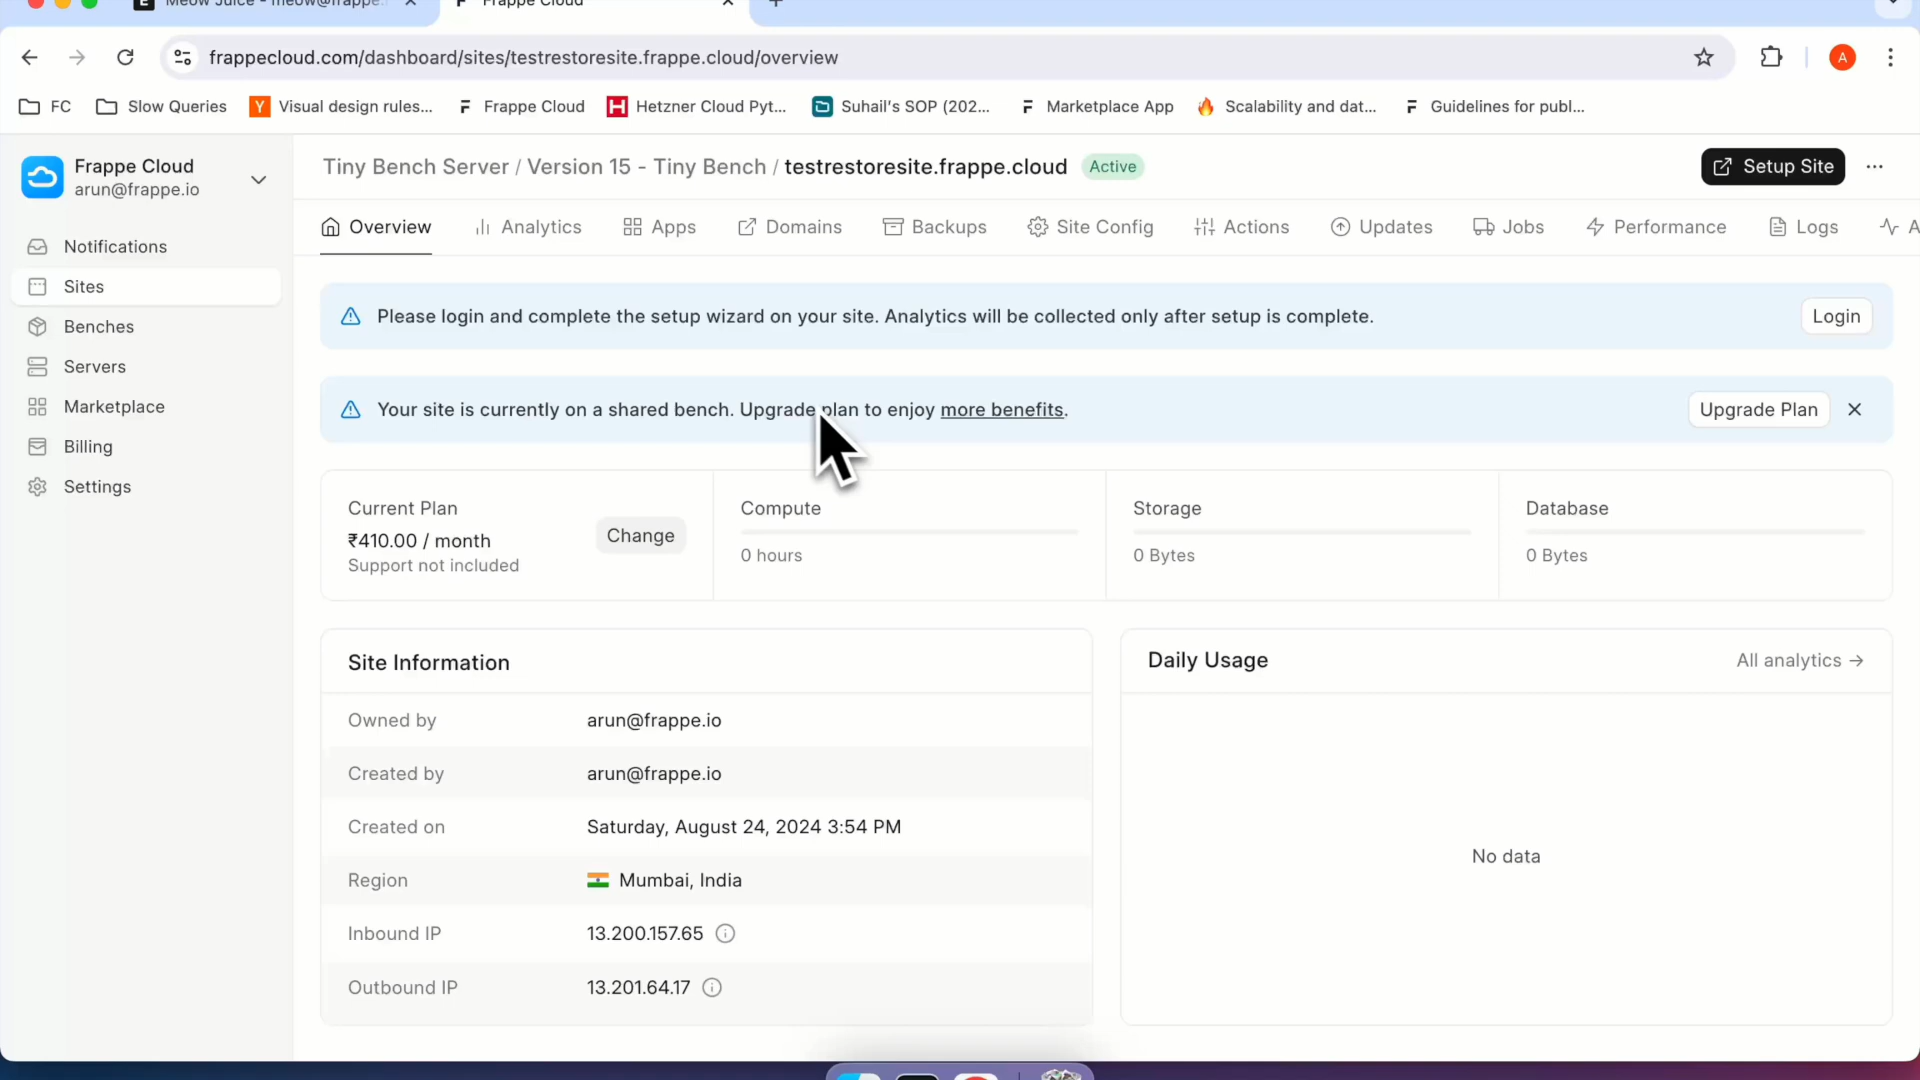 Meow Juice - meow@frappe.
Frappe Cloud
frappecloud.com/dashboard/sites/testrestoresite.frappe.cloud/overview
A
FC
Slow Queries
Visual design rules...
Frappe Cloud
Hetzner Cloud Pyt...
Suhail's SOP (202...
Marketplace App
Scalability and dat...
Guidelines for publ...
Frappe Cloud
arun@frappe.io
Notifications
Sites
Benches
Servers
Marketplace
Billing
Settings
Tiny Bench Server / Version 15 - Tiny Bench / testrestoresite.frappe.cloud Active
Setup Site
Overview
Analytics
Apps
Domains
Backups
Site Config
Actions
Updates
Jobs
Performance
Logs
A
Please login and complete the setup wizard on your site. Analytics will be collected only after setup is complete.
Login
Your site is currently on a shared bench. Upgrade plan to enjoy more benefits.
Upgrade Plan
Current Plan
₹410.00 / month
Support not included
Change
Compute
0 hours
Storage
0 Bytes
Database
0 Bytes
Site Information
Owned by arun@frappe.io
Created by arun@frappe.io
Created on Saturday, August 24, 2024 3:54 PM
Region Mumbai, India
Inbound IP 13.200.157.65
Outbound IP 13.201.64.17
Daily Usage
All analytics →
No data